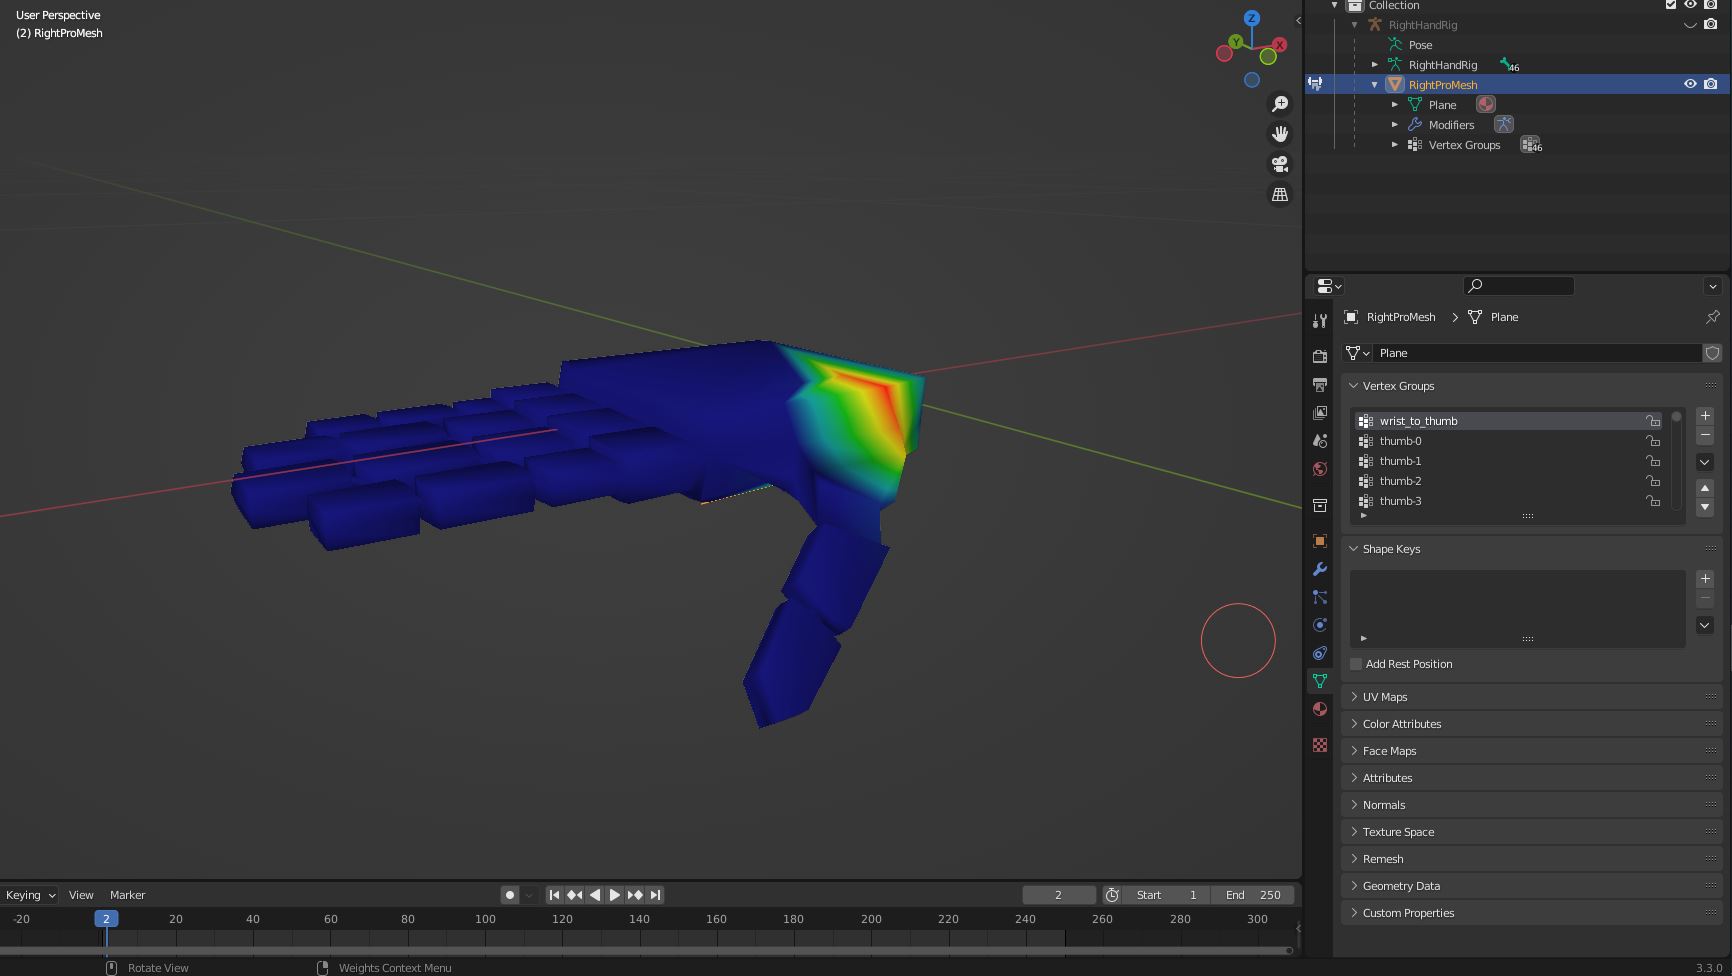 User Perspective
(2) RightProMesh
Z
Y
X
Collection
RightHandRig
Pose
RightHandRig
46
RightProMesh
Plane
Modifiers
Vertex Groups
46
RightProMesh
Plane
Plane
Vertex Groups
wrist_to_thumb
thumb-0
thumb-1
thumb-2
thumb-3
Shape Keys
Add Rest Position
UV Maps
Color Attributes
Face Maps
Attributes
Normals
Texture Space
Remesh
Geometry Data
Custom Properties
Keying View Marker
2 Start 1 End 250
-20 2 20 40 60 80 100 120 140 160 180 200 220 240 260 280 300
Rotate View Weights Context Menu 3.3.0